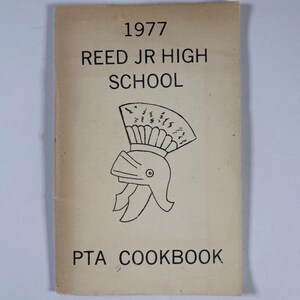 1977
REED JR HIGH
SCHOOL
PTA COOKBOOK